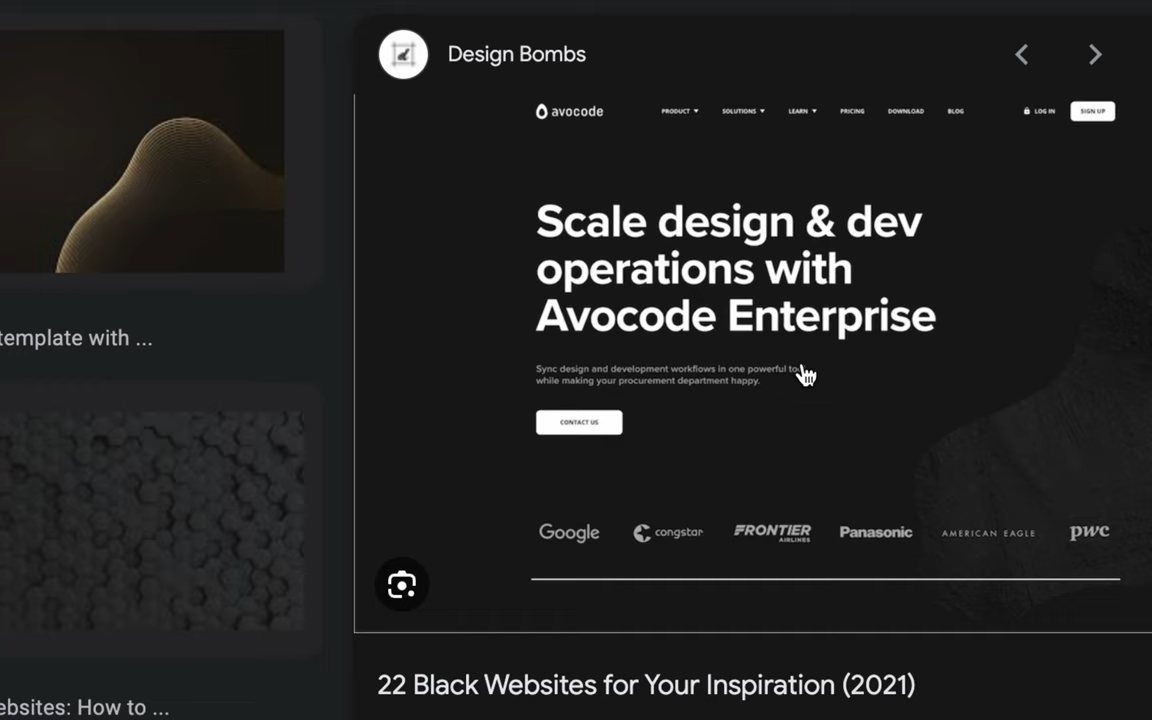 Design Bombs
avocode PRODUCT SOLUTIONS LEARN PRICING DOWNLOAD BLOG LOG IN SIGN UP
Scale design & dev
operations with
Avocode Enterprise
Sync design and development workflows in one powerful
while making your procurement department happy.
CONTACT US
Google congstar FRONTIER AIRLINES Panasonic AMERICAN EAGLE pwc
22 Black Websites for Your Inspiration (2021)
template with ...
ebsites: How to ...